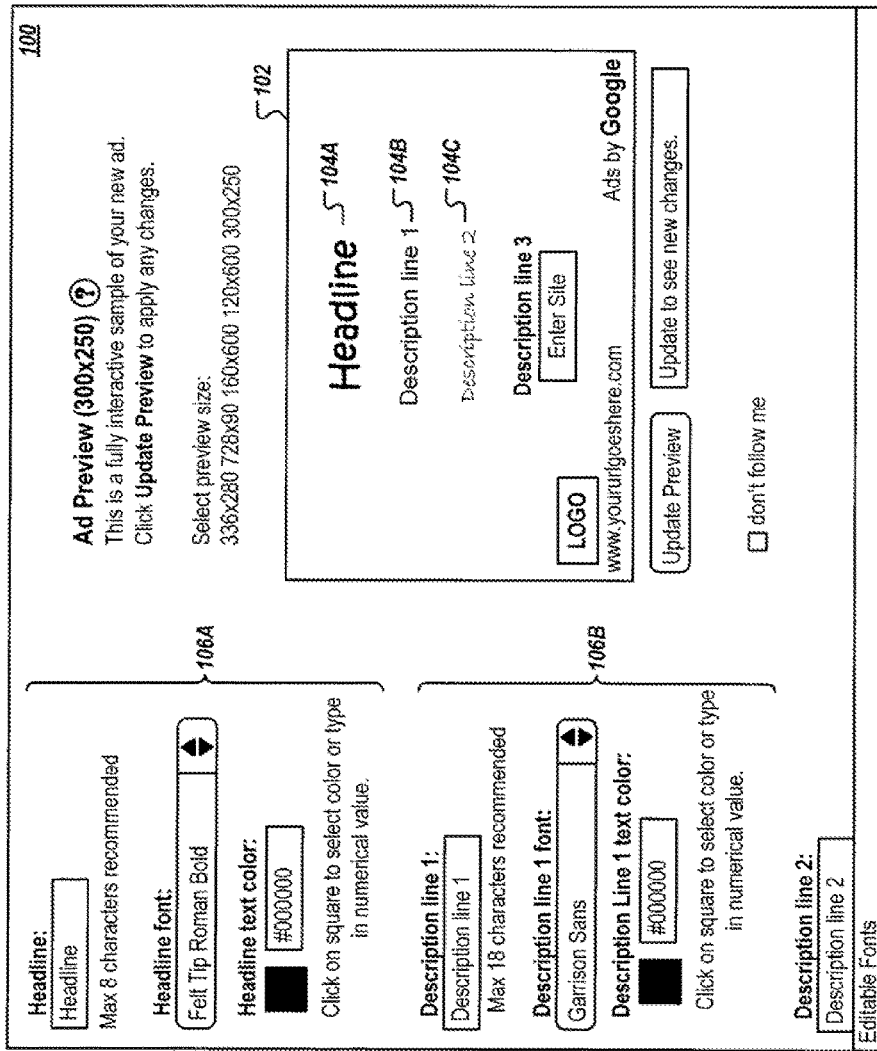 100
Headline:
Headline
Max 8 characters recommended
Headline font:
Felt Tip Roman Bold
Headline text color:
#000000
Click on square to select color or type
in numerical value.
106A
Description line 1:
Description line 1
Max 18 characters recommended
Description line 1 font:
Garrison Sans
Description Line 1 text color:
#000000
Click on square to select color or type
in numerical value.
106B
Description line 2:
Description line 2
Editable Fonts
Ad Preview (300x250) ?
This is a fully interactive sample of your new ad.
Click Update Preview to apply any changes.
Select preview size:
336x280 728x90 160x600 120x600 300x250
102
Headline 104A
Description line 1 104B
Description line 2 104C
Description line 3
Enter Site
LOGO
www.yoururlgoeshere.com
Ads by Google
Update Preview
Update to see new changes.
don't follow me